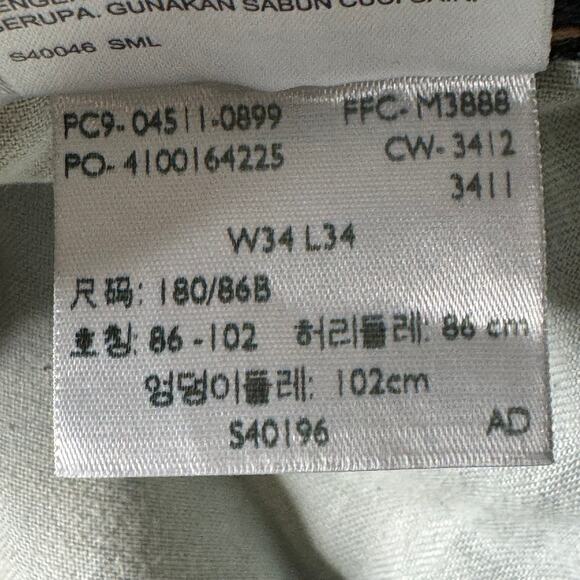 SERUPA. GUNAKAN SABUN CUCI
S40046 SML
PC9-04511-0899 FFC-M3888
PO-4100164225 CW-3412
3411
W34 L34
尺码: 180/86B
호칭: 86-102 허리둘레: 86 cm
엉덩이둘레: 102cm
S40196 AD